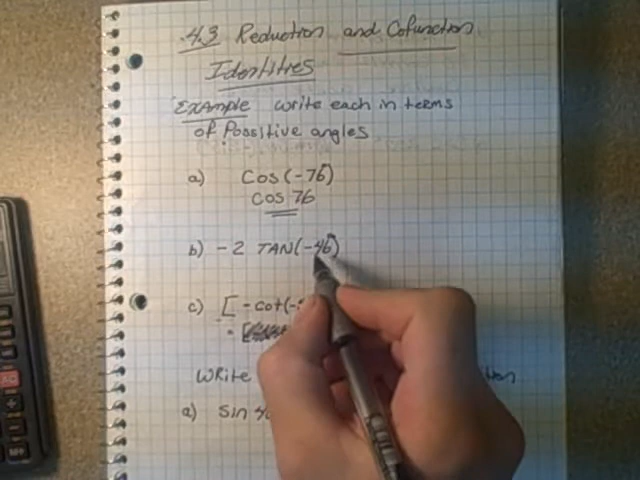 4.3 Reduction and Cofunction
Identities
Example Write each in terms
of Possitive angles
a) Cos(-76°)
cos 76
b) -2 TAN(-46°)
c) [-cot(-
Write
a) sin